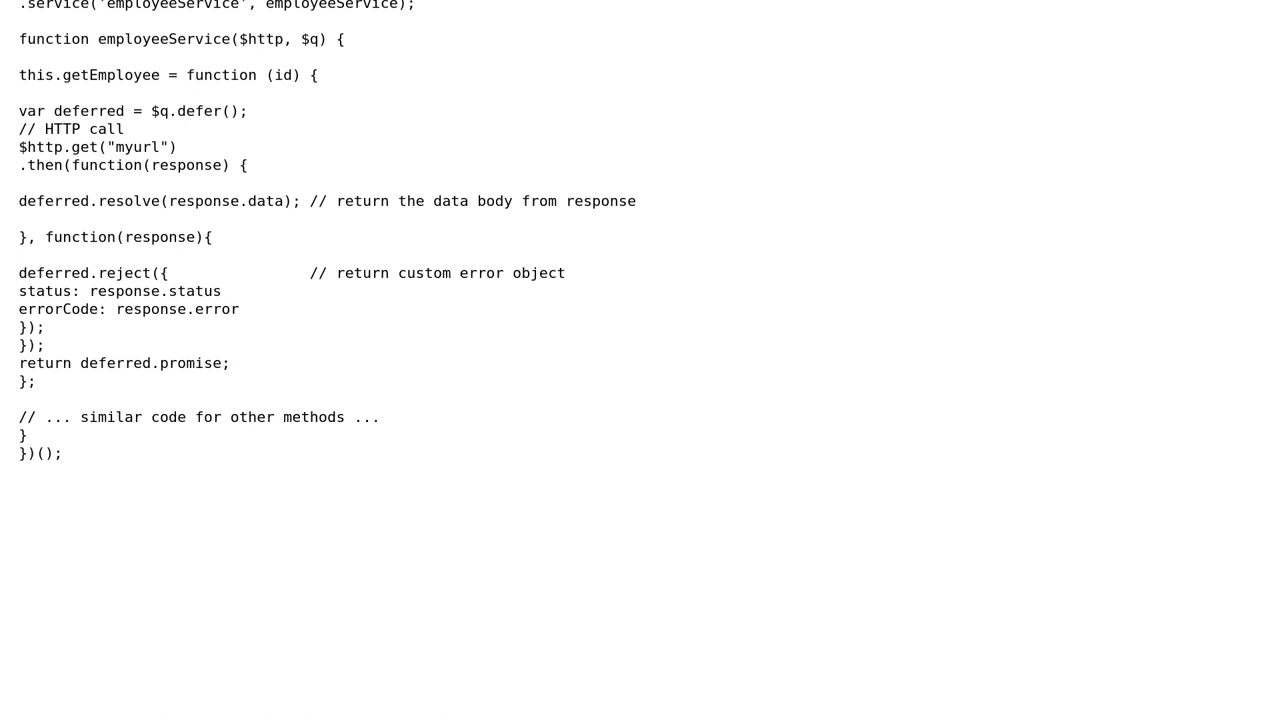 .service('employeeService', employeeService);
function employeeService($http, $q) {
this.getEmployee = function (id) {
var deferred = $q.defer();
// HTTP call
$http.get("myurl")
.then(function(response) {
deferred.resolve(response.data); // return the data body from response
}, function(response){
deferred.reject({                // return custom error object
status: response.status
errorCode: response.error
});
});
return deferred.promise;
};
// ... similar code for other methods ...
}
})();